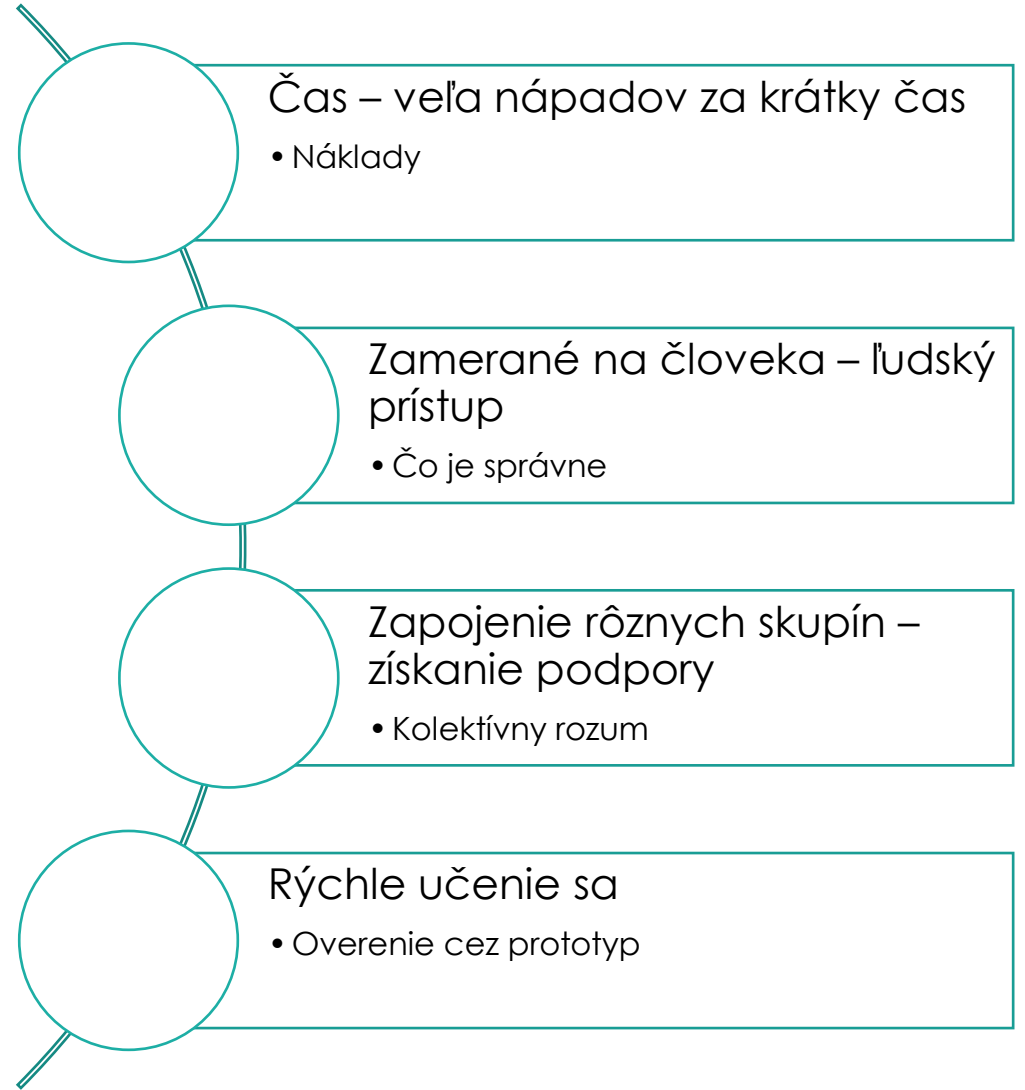 Čas – veľa nápadov za krátky čas
• Náklady
Zamerané na človeka – ľudský
prístup
• Čo je správne
Zapojenie rôznych skupín –
získanie podpory
• Kolektívny rozum
Rýchle učenie sa
• Overenie cez prototyp